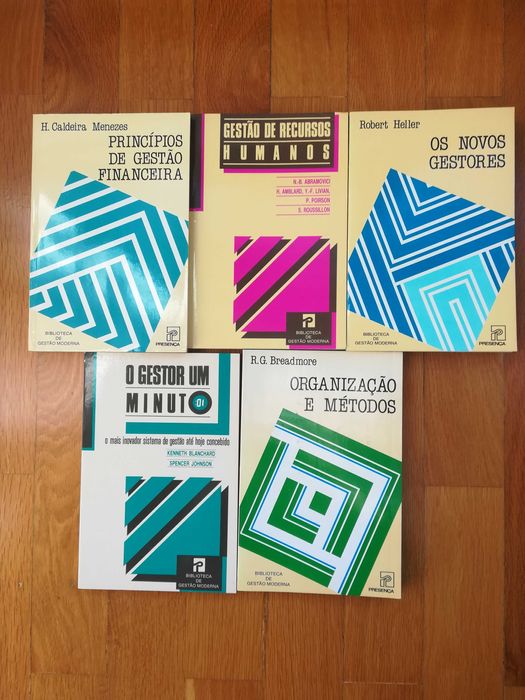 H. Caldeira Menezes
PRINCÍPIOS
DE GESTÃO
FINANCEIRA
BIBLIOTECA
DE
GESTÃO MODERNA
P
PRESENÇA
GESTÃO DE RECURSOS
HUMANOS
N.-B. ABRAMOVICI
H. AMBLARD, Y.-F. LIVIAN,
P. POIRSON
S. ROUSSILLON
P
BIBLIOTECA
DE
GESTÃO MODERNA
Robert Heller
OS NOVOS
GESTORES
BIBLIOTECA
DE
GESTÃO MODERNA
P
PRESENÇA
O GESTOR UM
MINUTO
:01
o mais inovador sistema de gestão até hoje concebido
KENNETH BLANCHARD
SPENCER JOHNSON
P
BIBLIOTECA
DE
GESTÃO MODERNA
R.G. Breadmore
ORGANIZAÇÃO
E MÉTODOS
BIBLIOTECA
DE
GESTÃO MODERNA
P
PRESENÇA